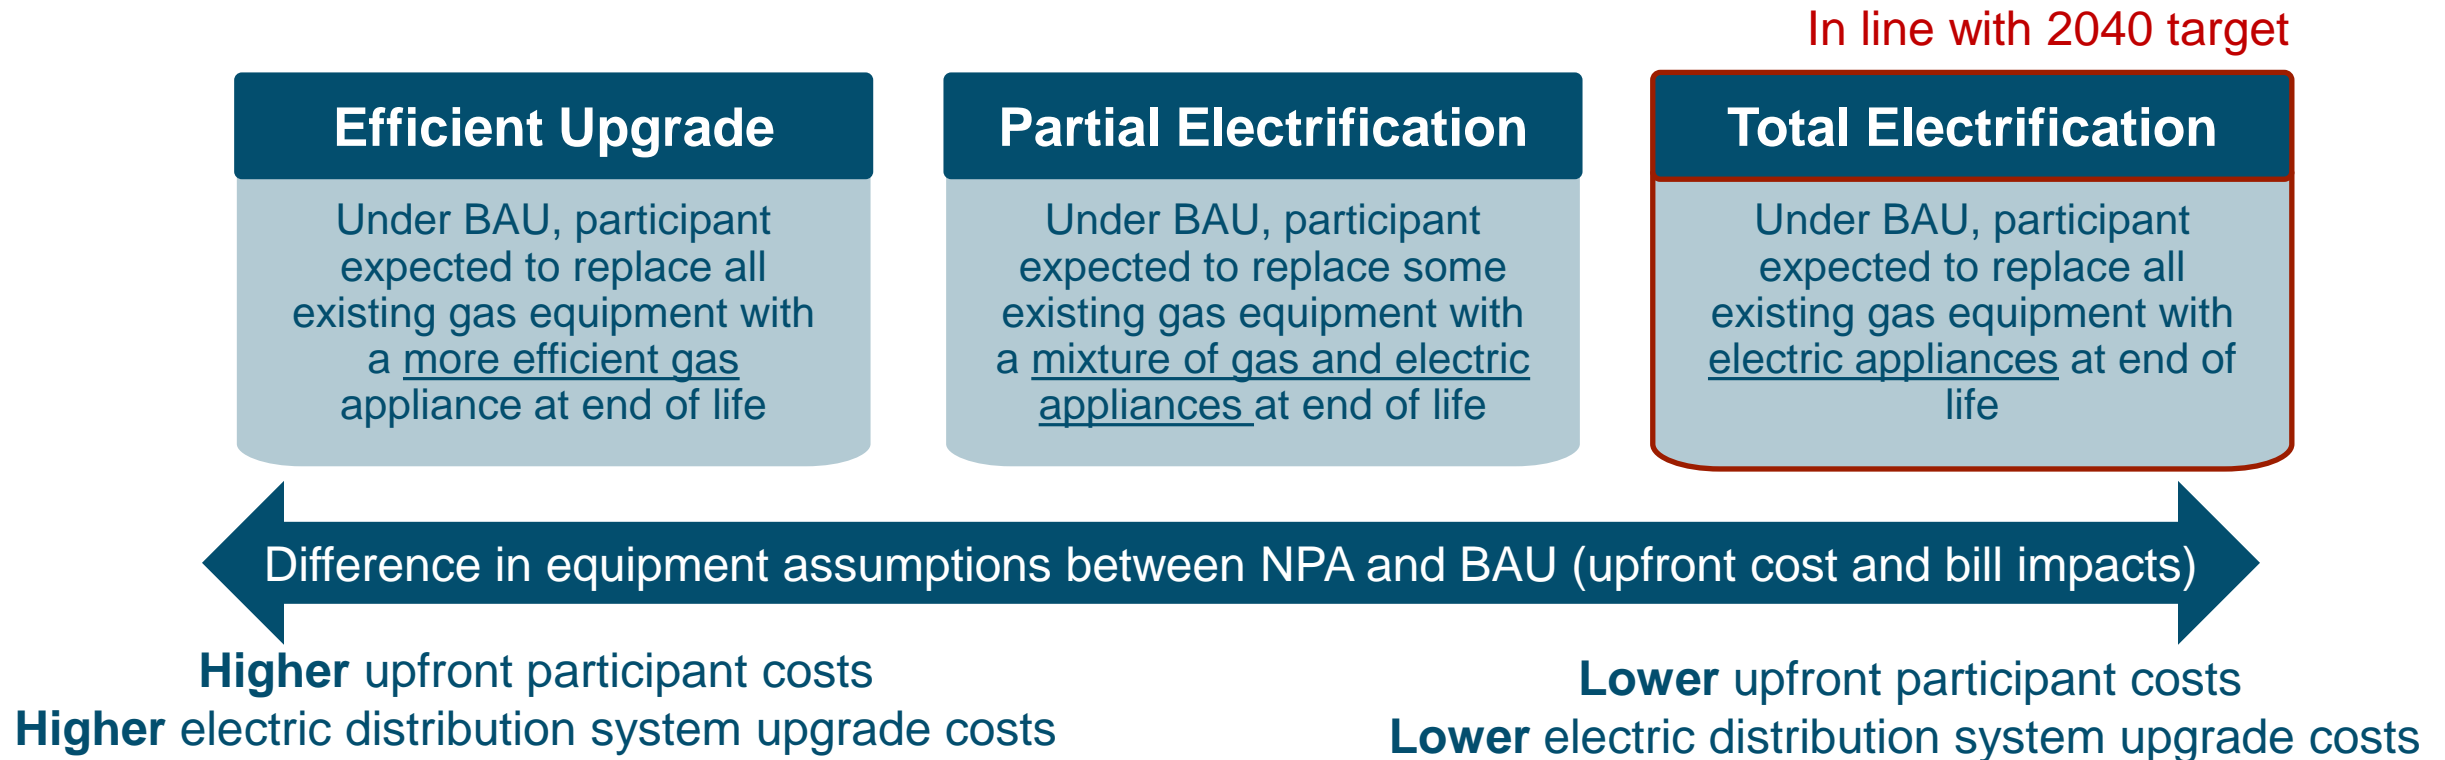 In line with 2040 target
Efficient Upgrade
Under BAU, participant
expected to replace all
existing gas equipment with
a more efficient gas
appliance at end of life
Partial Electrification
Under BAU, participant
expected to replace some
existing gas equipment with
a mixture of gas and electric
appliances at end of life
Total Electrification
Under BAU, participant
expected to replace all
existing gas equipment with
electric appliances at end of
life
Difference in equipment assumptions between NPA and BAU (upfront cost and bill impacts)
Higher upfront participant costs
Higher electric distribution system upgrade costs
Lower upfront participant costs
Lower electric distribution system upgrade costs